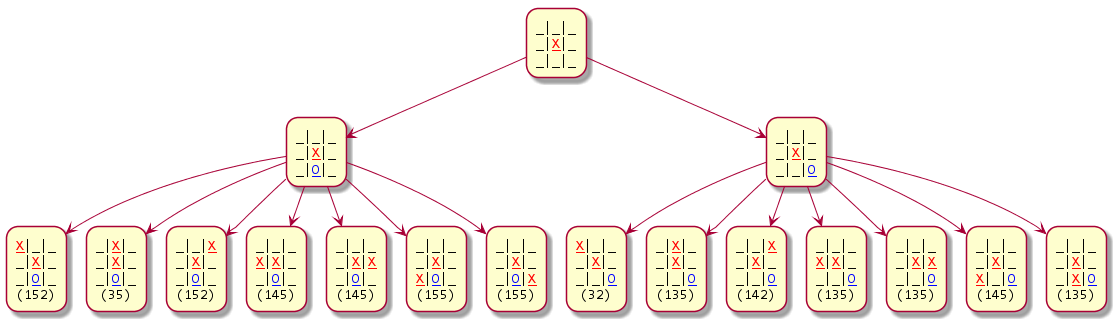 _|_|_
_|X|_
_|_|_
_|_|_
_|X|_
_|O|_
_|_|_
_|X|_
_|_|O
X|_|_
_|X|_
_|O|_
(152)
_|X|_
_|X|_
_|O|_
(35)
_|_|X
_|X|_
_|O|_
(152)
_|_|_
X|X|_
_|O|_
(145)
_|_|_
_|X|X
_|O|_
(145)
_|_|_
_|X|_
X|O|_
(155)
_|_|_
_|X|_
_|O|X
(155)
X|_|_
_|X|_
_|_|O
(32)
_|X|_
_|X|_
_|_|O
(135)
_|_|X
_|X|_
_|_|O
(142)
_|_|_
X|X|_
_|_|O
(135)
_|_|_
_|X|X
_|_|O
(135)
_|_|_
_|X|_
X|_|O
(145)
_|_|_
_|X|_
_|X|O
(135)